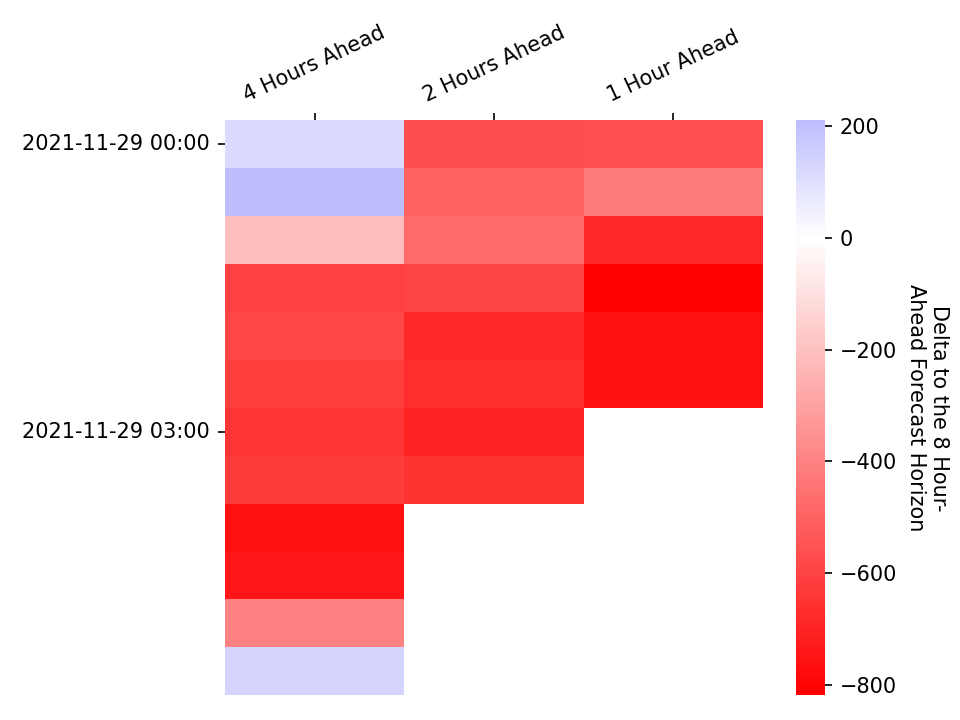 4 Hours Ahead
2 Hours Ahead
1 Hour Ahead
2021-11-29 00:00
2021-11-29 03:00
200
0
−200
−400
−600
−800
Delta to the 8 Hour-
Ahead Forecast Horizon